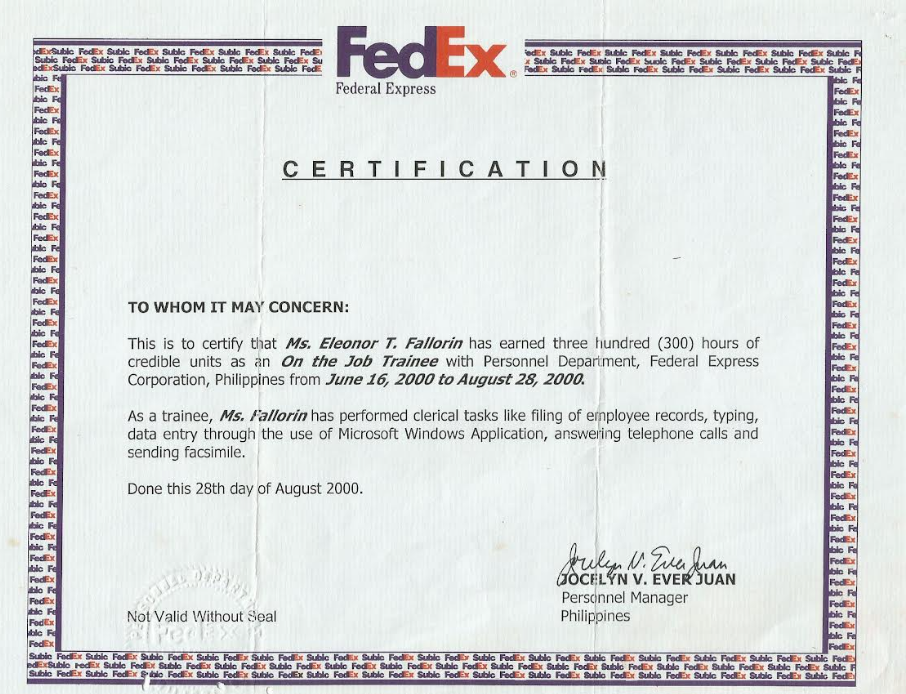 FedEx®
Federal Express
CERTIFICATION
TO WHOM IT MAY CONCERN:
This is to certify that Ms. Eleonor T. Fallorin has earned three hundred (300) hours of
credible units as an On the Job Trainee with Personnel Department, Federal Express
Corporation, Philippines from June 16, 2000 to August 28, 2000.
As a trainee, Ms. Fallorin has performed clerical tasks like filing of employee records, typing,
data entry through the use of Microsoft Windows Application, answering telephone calls and
sending facsimile.
Done this 28th day of August 2000.
Jocelyn V. Ever Juan
JOCELYN V. EVER JUAN
Personnel Manager
Not Valid Without Seal
Philippines
FedEx